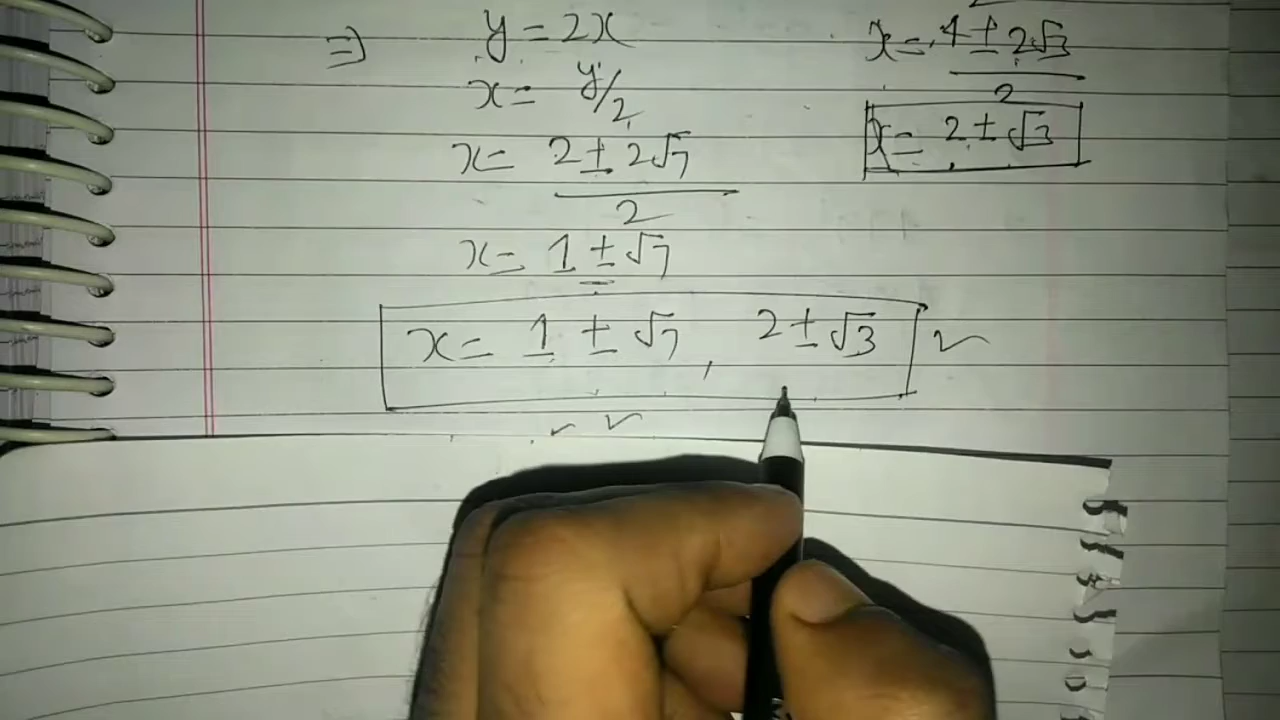 ⇒ y = 2x
x = y/2
x = 2 ± 2√7 / 2
x = 1 ± √7
x = 1 ± √7 , 2 ± √3
x = 4 ± 2√3 / 2
x = 2 ± √3